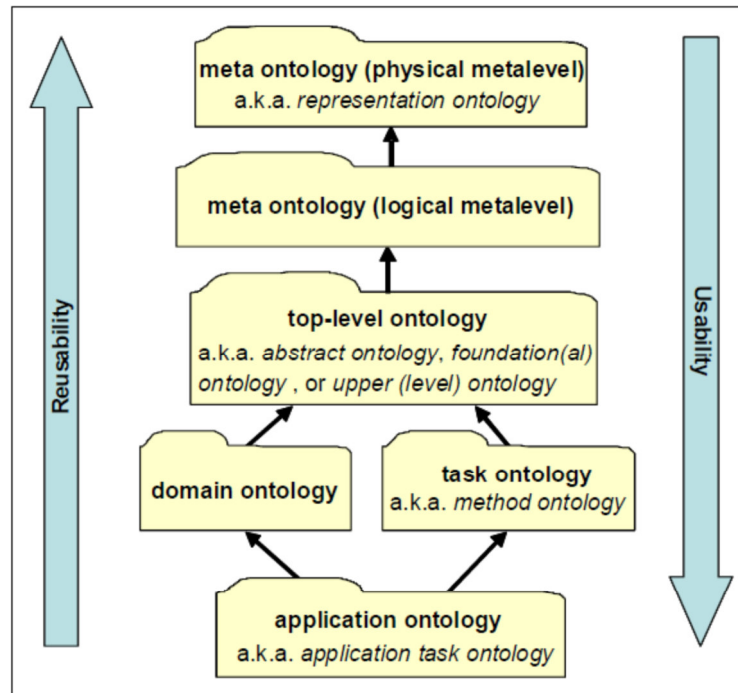 meta ontology (physical metalevel)
a.k.a. representation ontology
meta ontology (logical metalevel)
top-level ontology
a.k.a. abstract ontology, foundation(al)
ontology , or upper (level) ontology
Reusability
Usability
domain ontology
task ontology
a.k.a. method ontology
application ontology
a.k.a. application task ontology